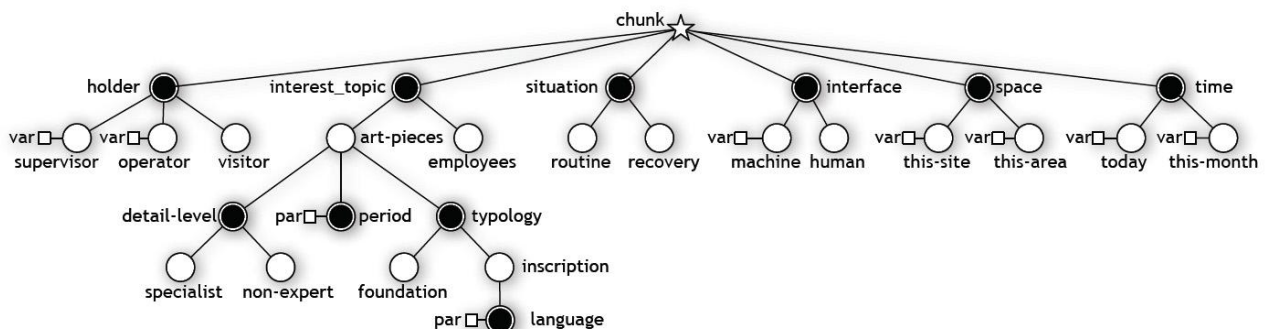 chunk
holder interest_topic situation interface space time
var var art-pieces var var var var var
supervisor operator visitor employees routine recovery machine human this-site this-area today this-month
detail-level par period typology
inscription
specialist non-expert foundation
par language